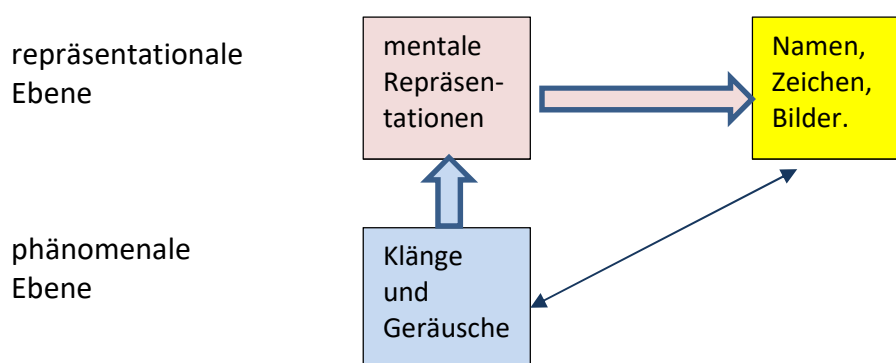 repräsentationale
Ebene
mentale
Repräsen-
tationen
Namen,
Zeichen,
Bilder.
phänomenale
Ebene
Klänge
und
Geräusche